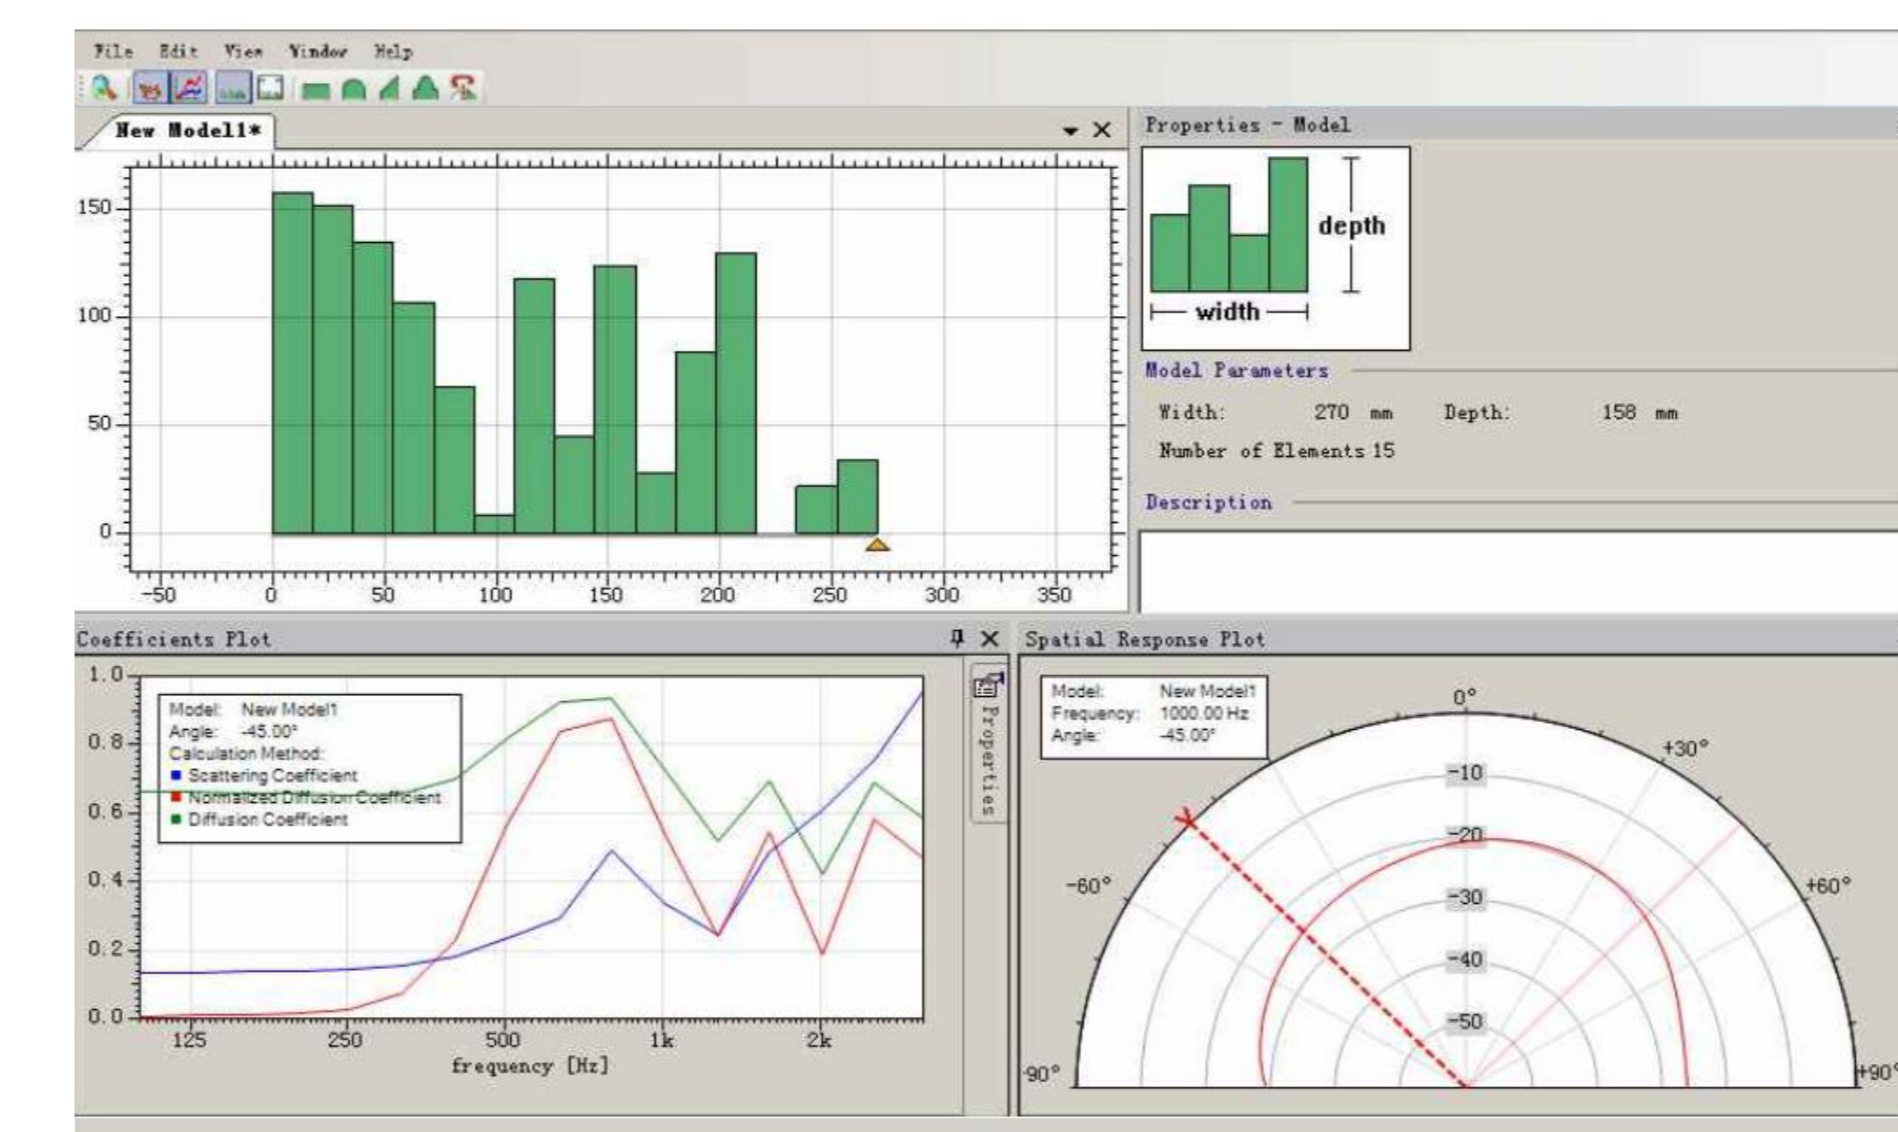 File Edit View Window Help
New Model1*
150
100
50
0
-50 0 50 100 150 200 250 300 350
Properties - Model
depth
width
Model Parameters
Width: 270 mm Depth: 158 mm
Number of Elements 15
Description
Coefficients Plot
1.0
0.8
0.6
0.4
0.2
0.0
Model: New Model1
Angle: -45.00°
Calculation Method:
Scattering Coefficient
Normalized Diffusion Coefficient
Diffusion Coefficient
125 250 500 1k 2k
frequency [Hz]
Properties
Spatial Response Plot
Model: New Model1
Frequency: 1000.00 Hz
Angle: -45.00°
0°
+30°
-10
-20
-60° +60°
-30
-40
-50
90° +90°